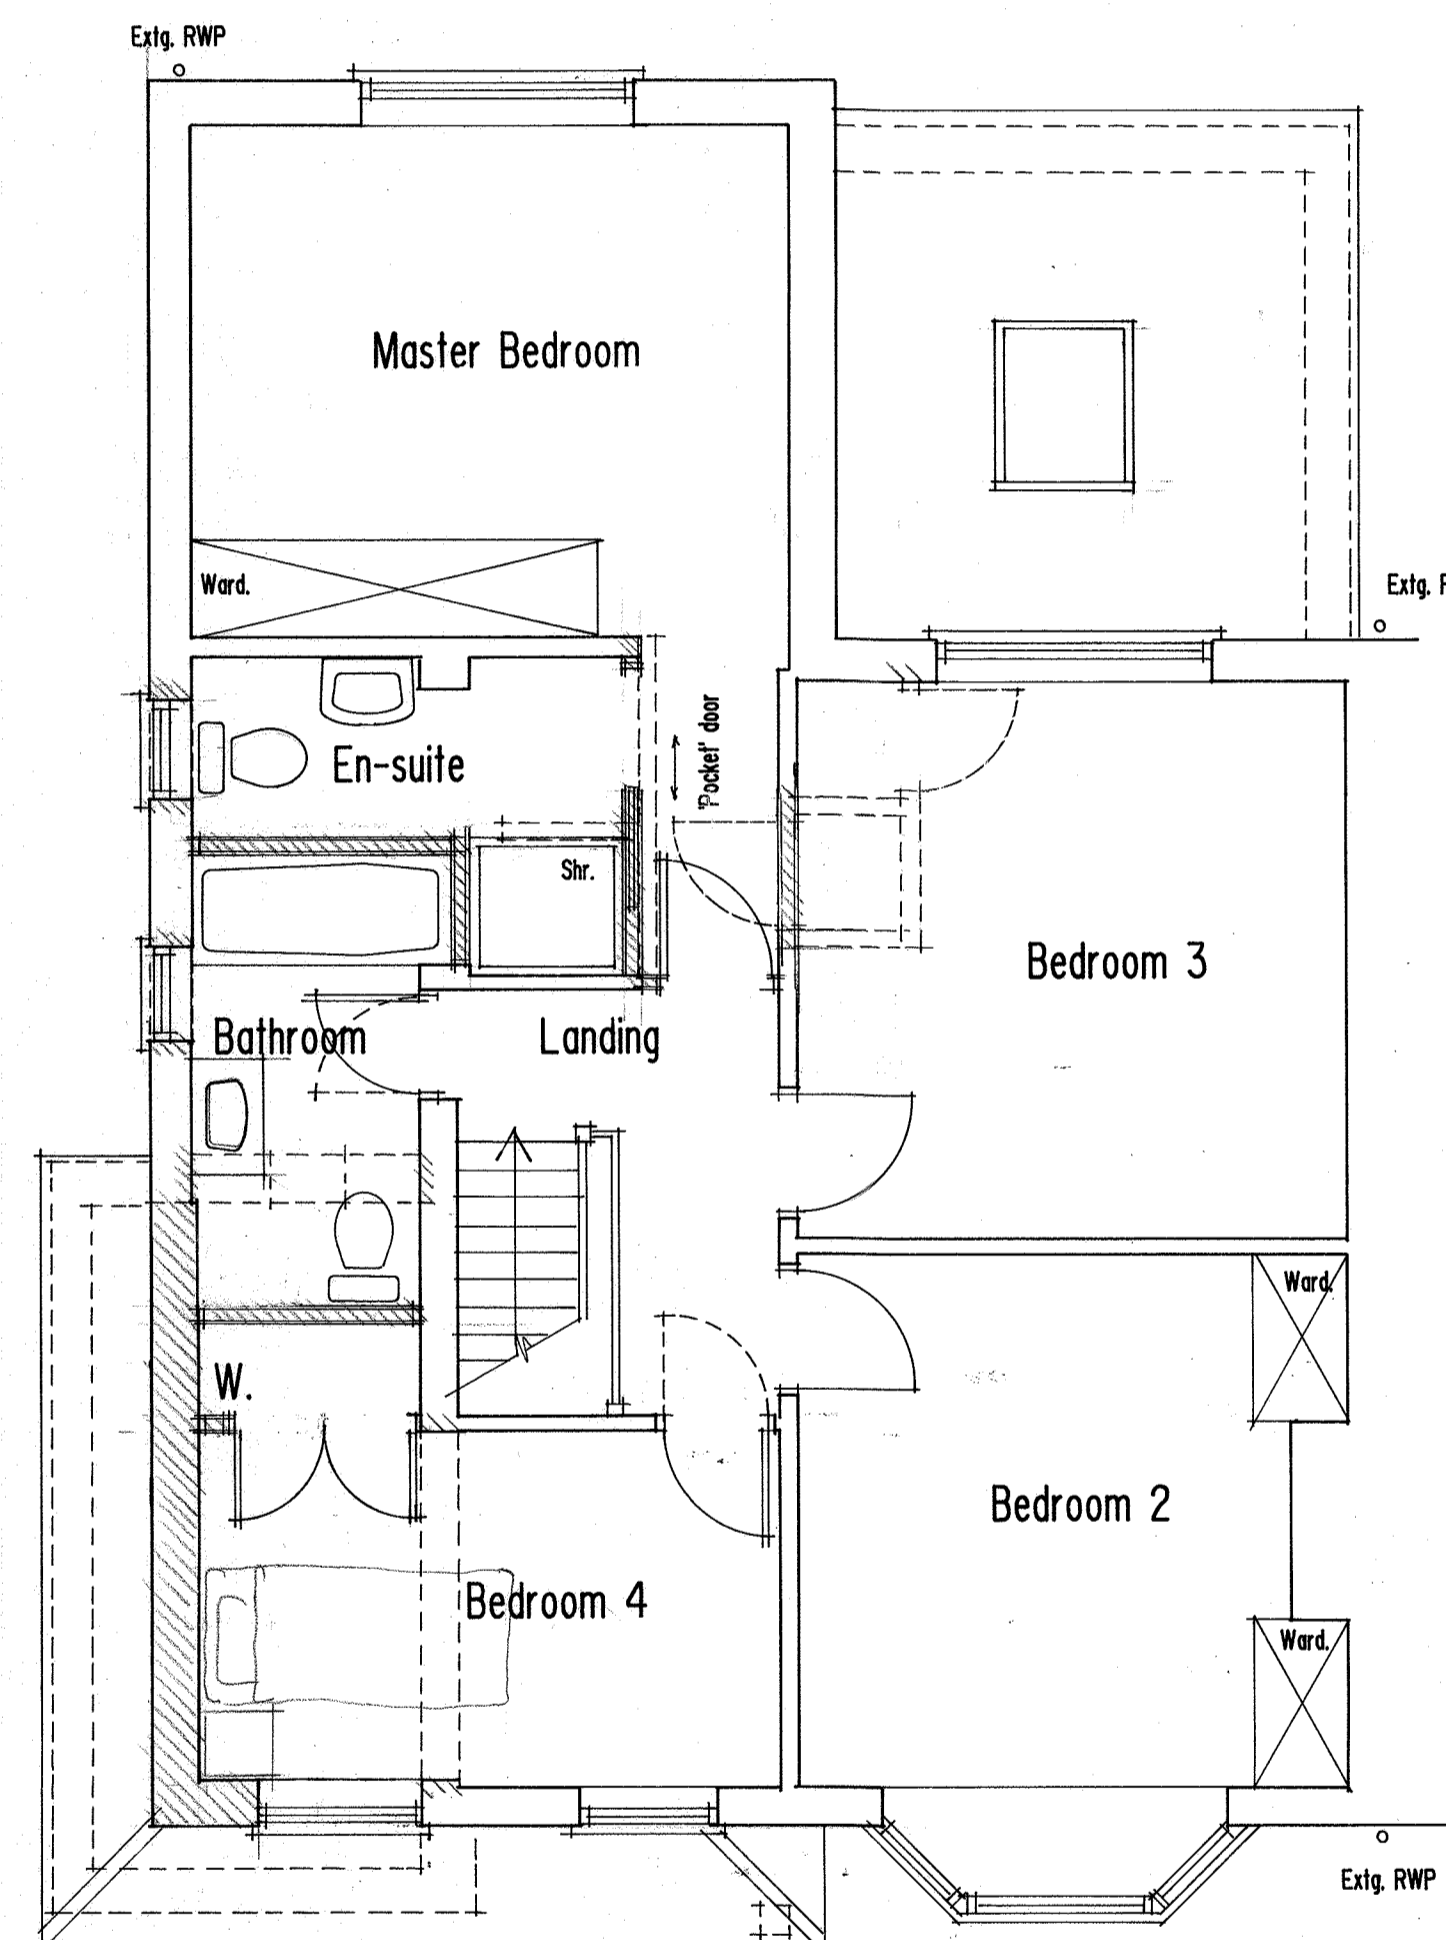 Extg. RWP
Master Bedroom
Ward.
Extg.
'Pocket' door
En-suite
Shr.
Bedroom 3
Bathroom
Landing
Ward.
W.
Bedroom 2
Bedroom 4
Ward.
Extg. RWP